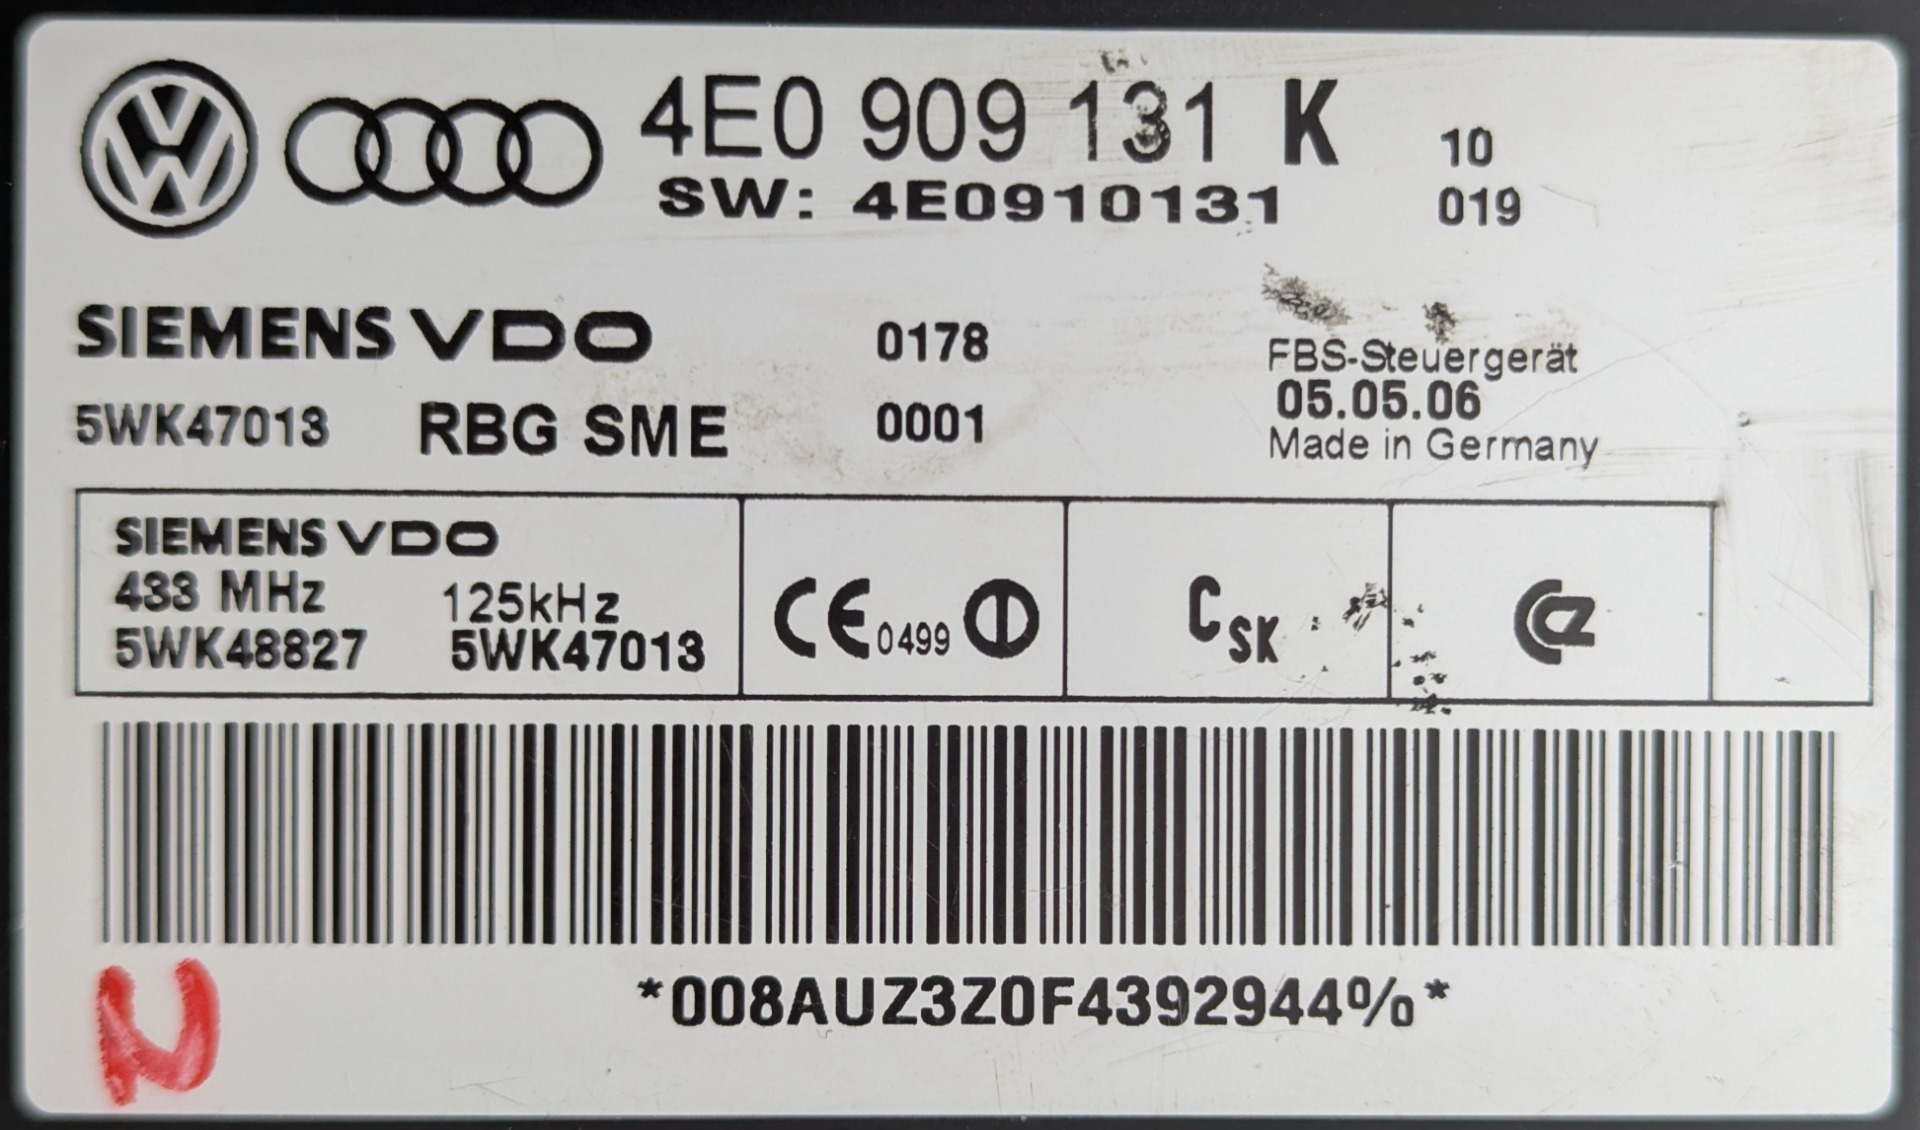 4E0 909 131 K 10
SW: 4E0910131 019
SIEMENS VDO 0178 FBS-Steuergerät
05.05.06
5WK47013 RBG SME 0001 Made in Germany
SIEMENS VDO
433 MHz 125kHz
5WK48827 5WK47013
CE 0499
CSK
*008AUZ3Z0F4392944%*